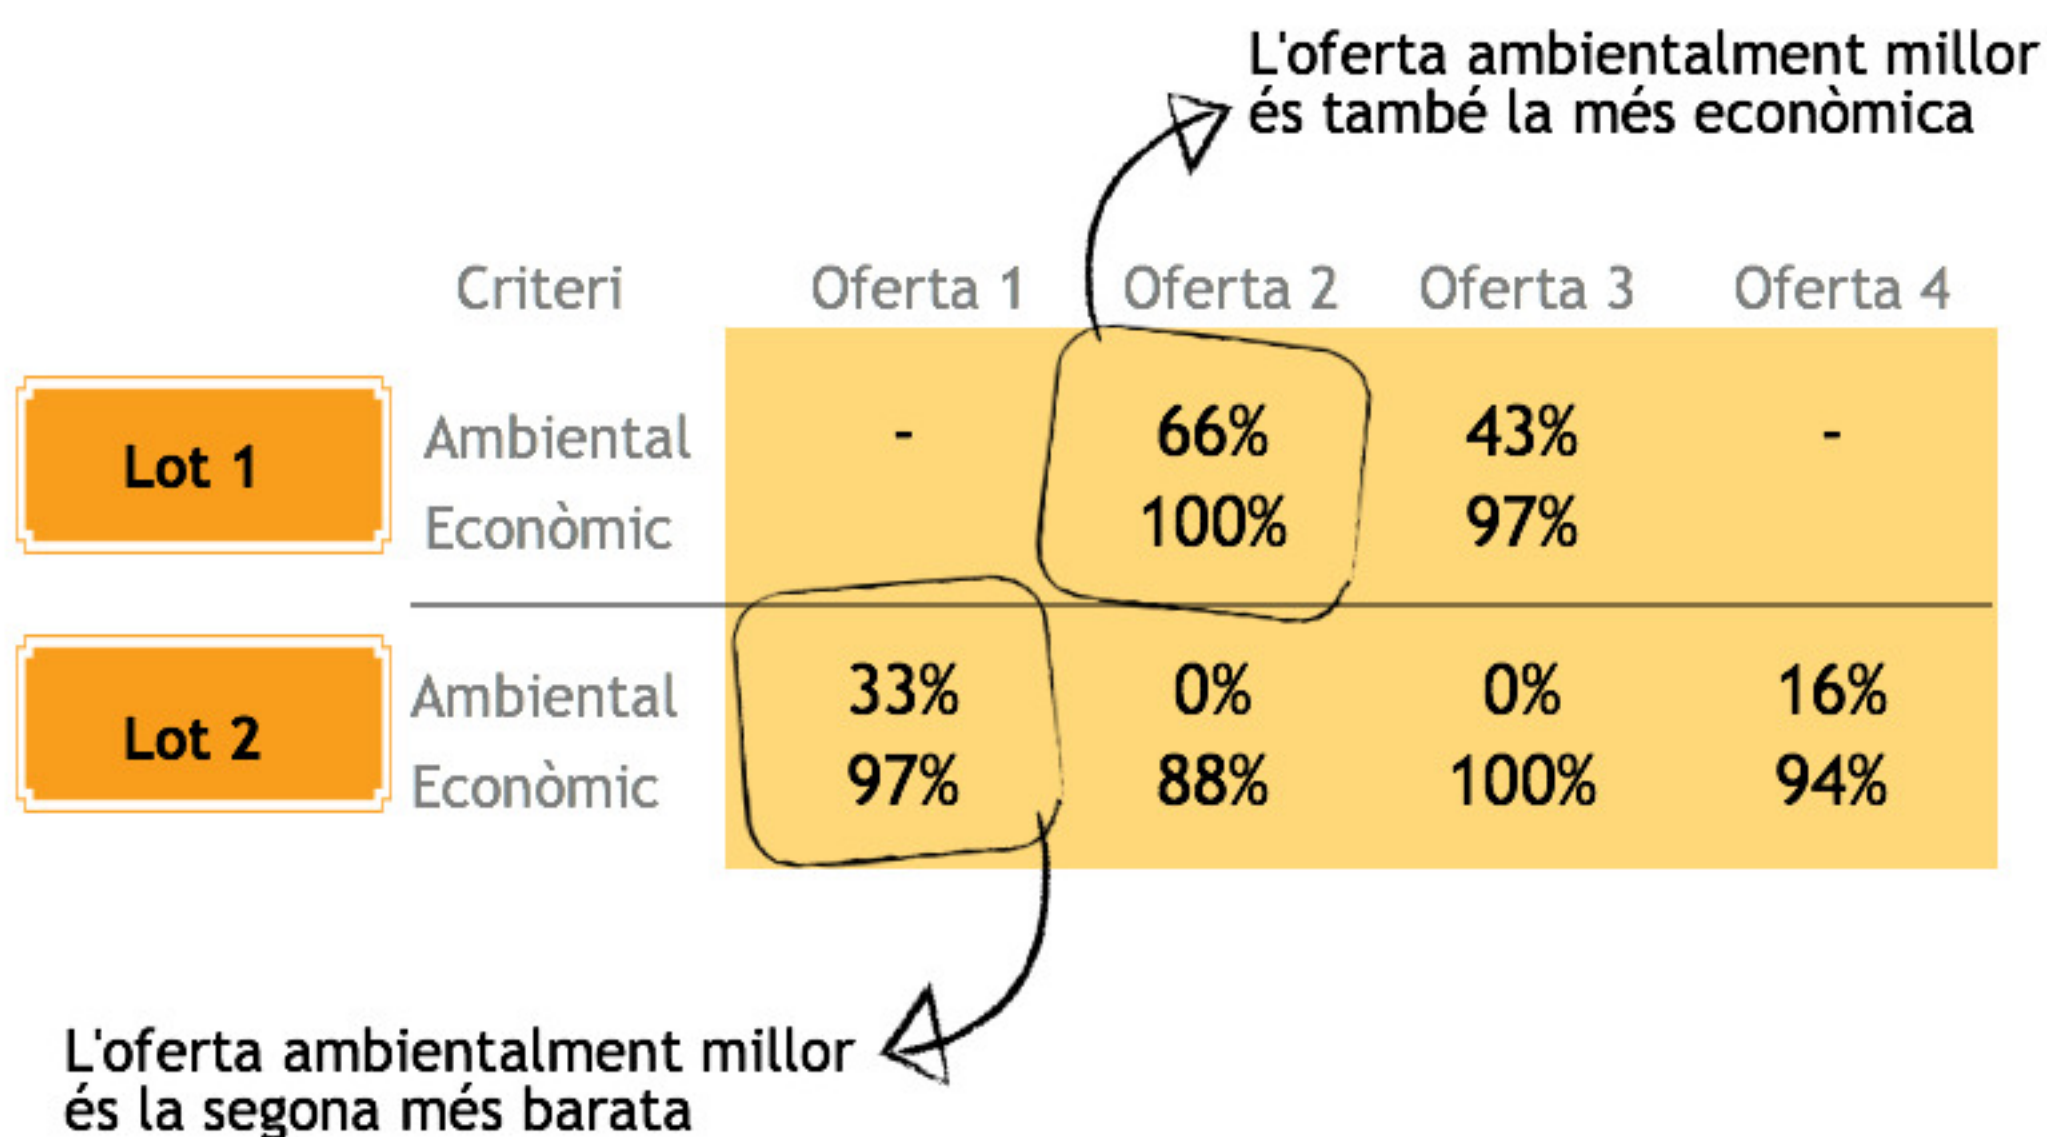 L'oferta ambientalment millor
és també la més econòmica
Criteri Oferta 1 Oferta 2 Oferta 3 Oferta 4
Lot 1
Ambiental - 66% 43% -
Econòmic 100% 97%
Lot 2
Ambiental 33% 0% 0% 16%
Econòmic 97% 88% 100% 94%
L'oferta ambientalment millor
és la segona més barata